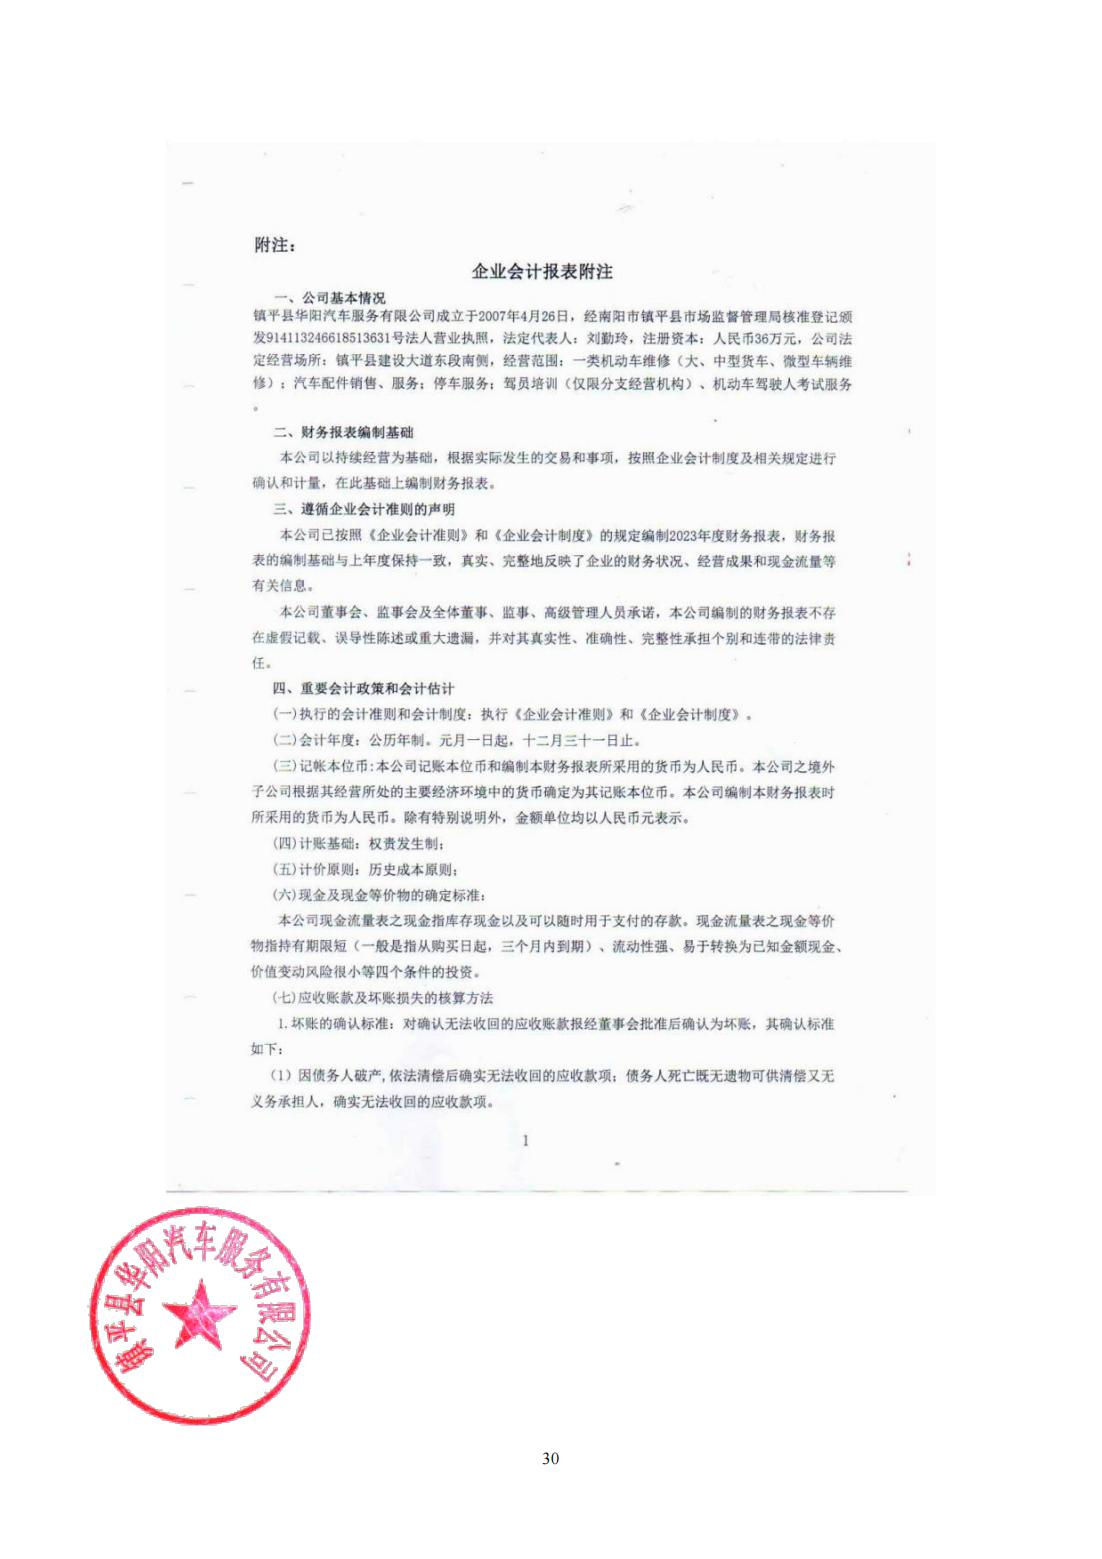 附注：
企业会计报表附注
一、公司基本情况
镇平县华阳汽车服务有限公司成立于2007年4月26日，经南阳市镇平县市场监督管理局核准登记颁
发914113246618513631号法人营业执照，法定代表人：刘勤玲，注册资本：人民币36万元，公司法
定经营场所：镇平县建设大道东段南侧，经营范围：一类机动车维修（大、中型货车、微型车辆维
修）；汽车配件销售、服务；停车服务；驾员培训（仅限分支经营机构）、机动车驾驶人考试服务
。
二、财务报表编制基础
本公司以持续经营为基础，根据实际发生的交易和事项，按照企业会计制度及相关规定进行
确认和计量，在此基础上编制财务报表。
三、遵循企业会计准则的声明
本公司已按照《企业会计准则》和《企业会计制度》的规定编制2023年度财务报表，财务报
表的编制基础与上年度保持一致，真实、完整地反映了企业的财务状况、经营成果和现金流量等
有关信息。
本公司董事会、监事会及全体董事、监事、高级管理人员承诺，本公司编制的财务报表不存
在虚假记载、误导性陈述或重大遗漏，并对其真实性、准确性、完整性承担个别和连带的法律责
任。
四、重要会计政策和会计估计
(一)执行的会计准则和会计制度：执行《企业会计准则》和《企业会计制度》。
(二)会计年度：公历年制。元月一日起，十二月三十一日止。
(三)记帐本位币:本公司记账本位币和编制本财务报表所采用的货币为人民币。本公司之境外
子公司根据其经营所处的主要经济环境中的货币确定为其记账本位币。本公司编制本财务报表时
所采用的货币为人民币。除有特别说明外，金额单位均以人民币元表示。
(四)计账基础：权责发生制；
(五)计价原则：历史成本原则；
(六)现金及现金等价物的确定标准：
本公司现金流量表之现金指库存现金以及可以随时用于支付的存款。现金流量表之现金等价
物指持有期限短（一般是指从购买日起，三个月内到期）、流动性强、易于转换为已知金额现金、
价值变动风险很小等四个条件的投资。
(七)应收账款及坏账损失的核算方法
1.坏账的确认标准：对确认无法收回的应收账款报经董事会批准后确认为坏账，其确认标准
如下：
（1）因债务人破产,依法清偿后确实无法收回的应收款项；债务人死亡既无遗物可供清偿又无
义务承担人，确实无法收回的应收款项。
1
镇平县华阳汽车服务有限公司
30